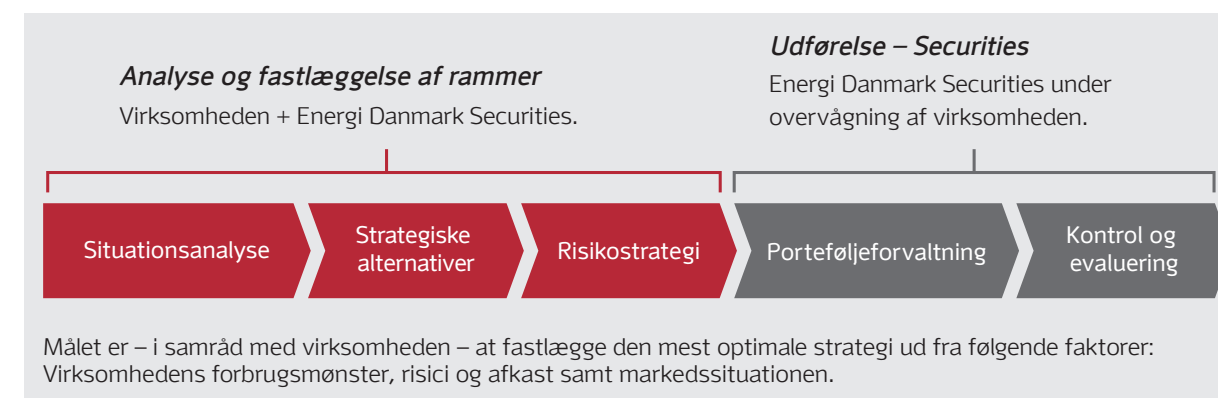 Analyse og fastlæggelse af rammer
Virksomheden + Energi Danmark Securities.
Udførelse – Securities
Energi Danmark Securities under
overvågning af virksomheden.
Situationsanalyse
Strategiske
alternativer
Risikostrategi
Porteføljeforvaltning
Kontrol og
evaluering
Målet er – i samråd med virksomheden – at fastlægge den mest optimale strategi ud fra følgende faktorer:
Virksomhedens forbrugsmønster, risici og afkast samt markedssituationen.